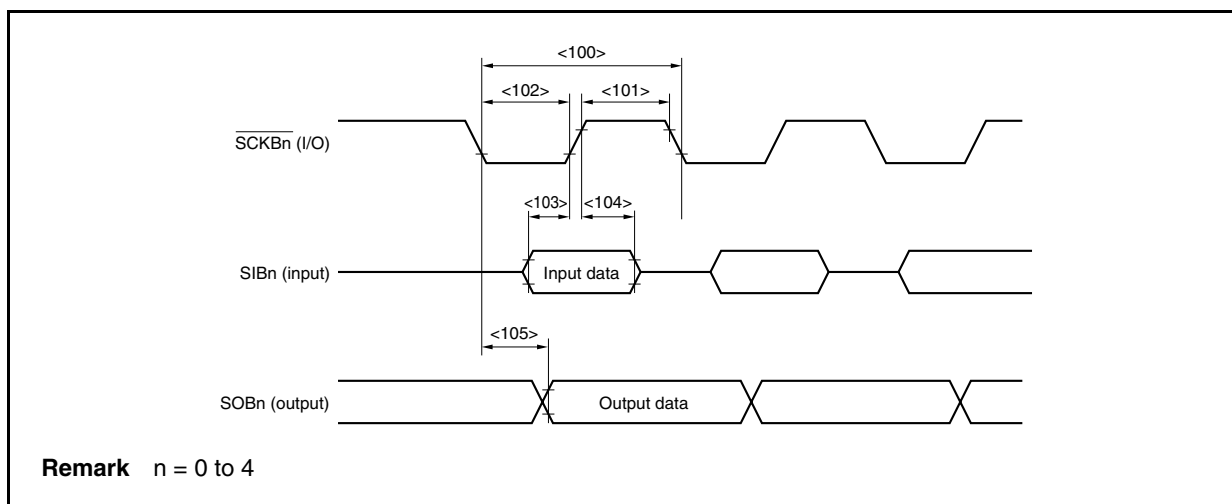 <100>
<102>
<101>
SCKBn (I/O)
<103>
<104>
SIBn (input)
Input data
<105>
SOBn (output)
Output data
Remark n = 0 to 4